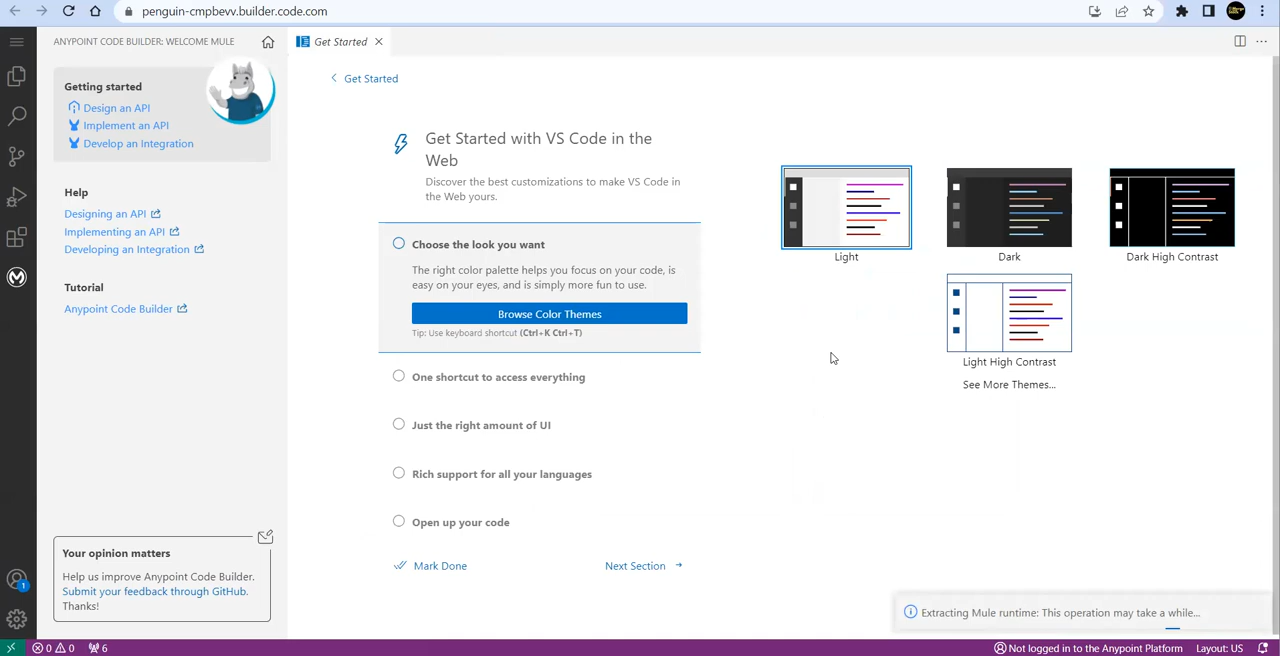 penguin-cmpbevv.builder.code.com
ANYPOINT CODE BUILDER: WELCOME MULE
Get Started
Getting started
Design an API
Implement an API
Develop an Integration
Help
Designing an API
Implementing an API
Developing an Integration
Tutorial
Anypoint Code Builder
Your opinion matters
Help us improve Anypoint Code Builder.
Submit your feedback through GitHub.
Thanks!
Get Started
Get Started with VS Code in the
Web
Discover the best customizations to make VS Code in
the Web yours.
Choose the look you want
The right color palette helps you focus on your code, is
easy on your eyes, and is simply more fun to use.
Browse Color Themes
Tip: Use keyboard shortcut (Ctrl+K Ctrl+T)
One shortcut to access everything
Just the right amount of UI
Rich support for all your languages
Open up your code
Mark Done
Next Section
Light
Dark
Dark High Contrast
Light High Contrast
See More Themes...
Extracting Mule runtime: This operation may take a while...
1
0 0 6
Not logged in to the Anypoint Platform Layout: US